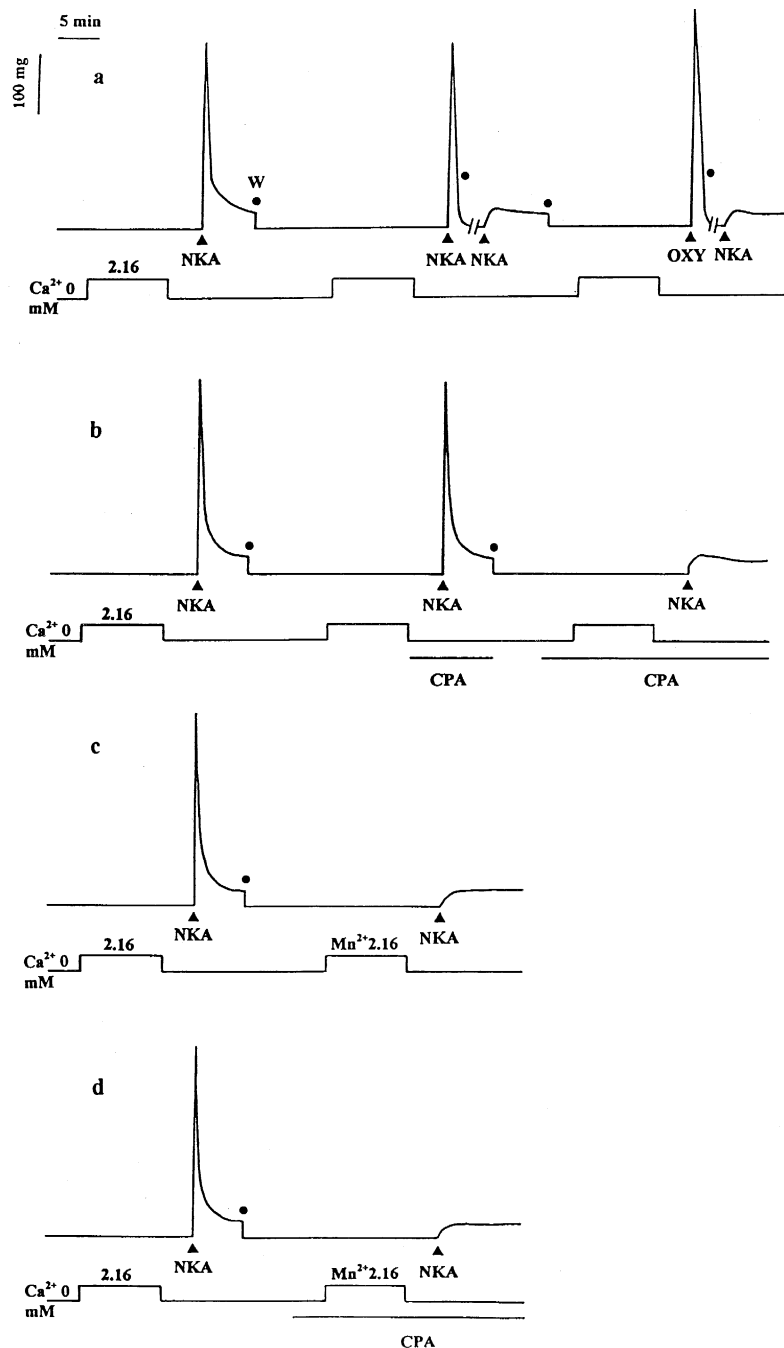 5 min
100 mg
a
W
NKA
NKA NKA
OXY NKA
2.16
Ca²⁺ 0
mM
b
NKA
NKA
NKA
2.16
Ca²⁺ 0
mM
CPA
CPA
c
NKA
NKA
2.16
Mn²⁺2.16
Ca²⁺ 0
mM
d
NKA
NKA
2.16
Mn²⁺2.16
Ca²⁺ 0
mM
CPA